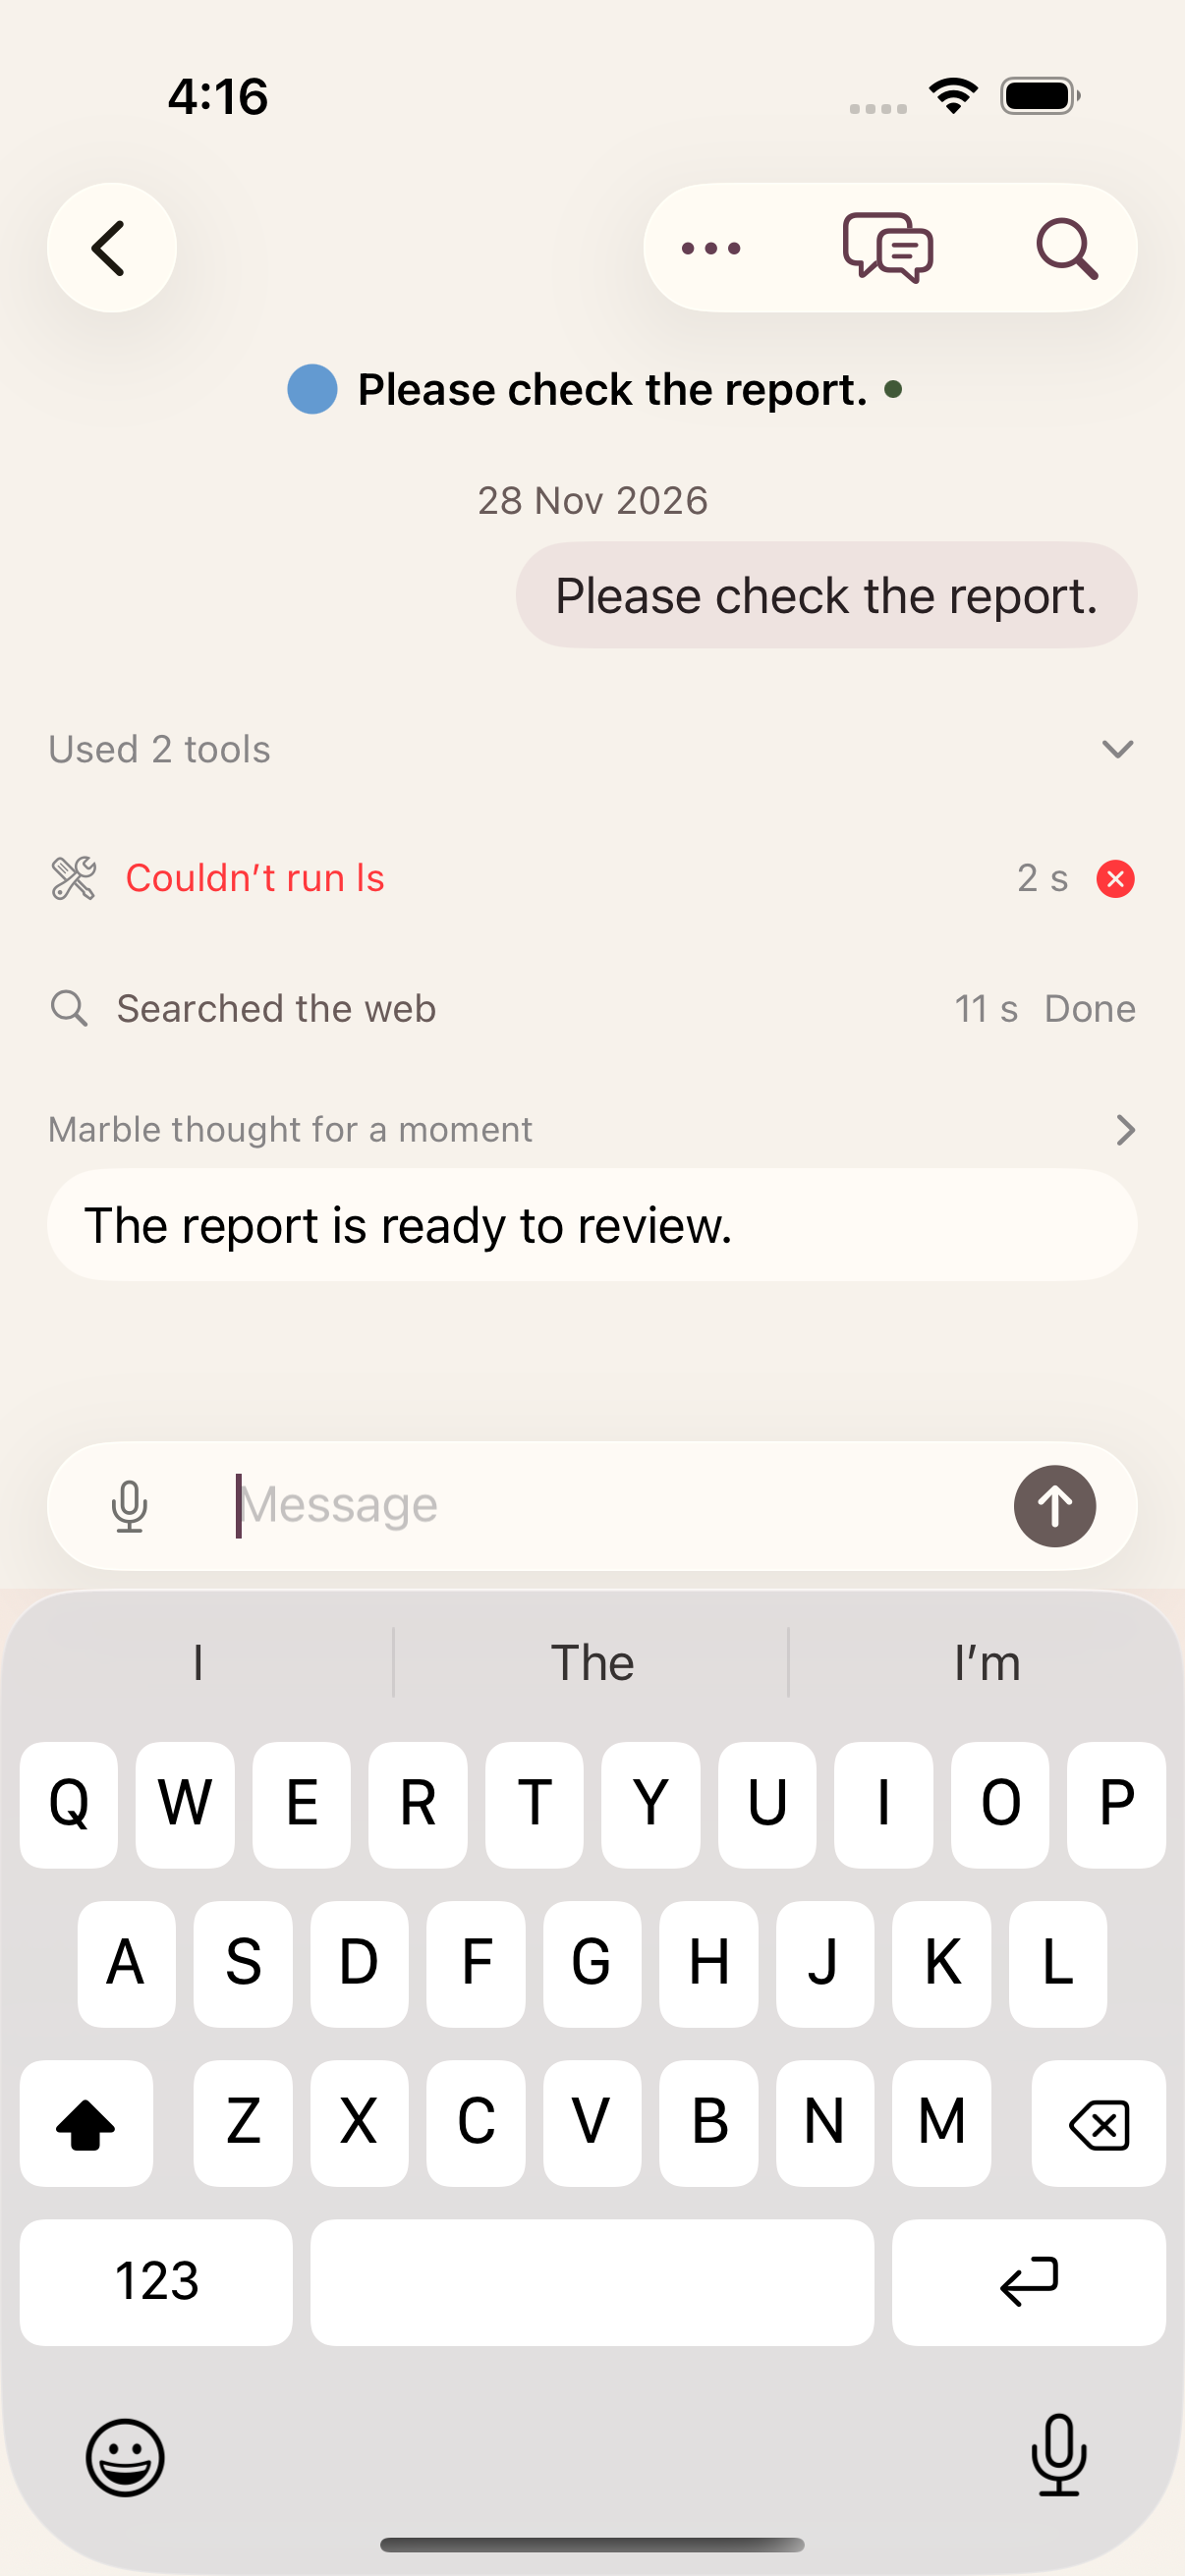 4:16
Please check the report.
28 Nov 2026
Please check the report.
Used 2 tools
Couldn’t run ls 2 s
Searched the web 11 s Done
Marble thought for a moment
The report is ready to review.
Message
I The I’m
Q W E R T Y U I O P
A S D F G H J K L
Z X C V B N M
123